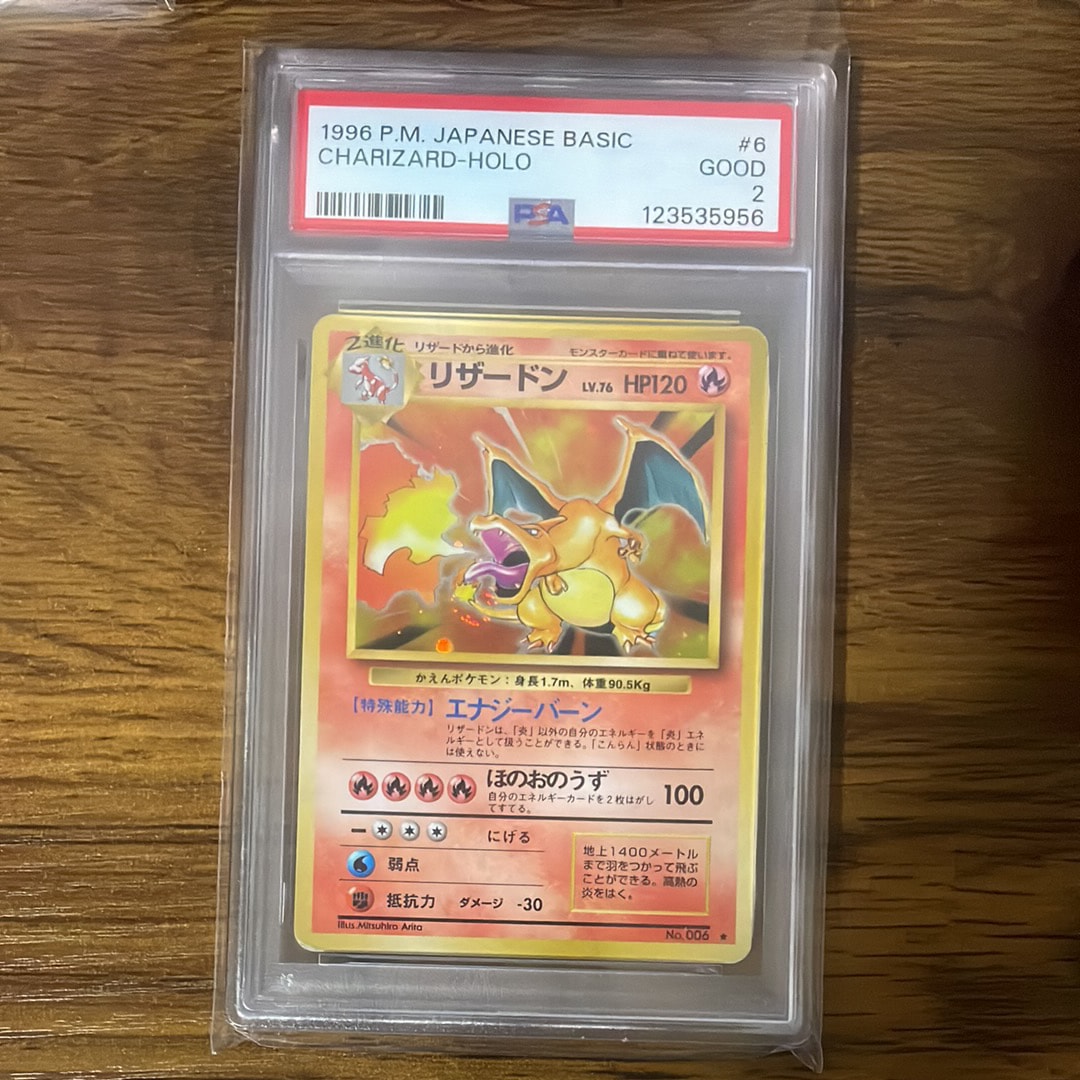 1996 P.M. JAPANESE BASIC #6
CHARIZARD-HOLO GOOD
2
PSA 123535956
2進化 リザードから進化 モンスターカードに重ねて使います。
リザードン LV.76 HP120
かえんポケモン：身長1.7m、体重90.5Kg
【特殊能力】エナジーバーン
リザードンは、「炎」以外の自分のエネルギーを「炎」エネ
ルギーとして扱うことができる。「こんらん」状態のときに
は使えない。
ほのおのうず 100
自分のエネルギーカードを2枚はがし
てすてる。
にげる
弱点
抵抗力 ダメージ -30
地上1400メートル
まで羽をつかって飛ぶ
ことができる。高熱の
炎をはく。
Illus.Mitsuhiro Arita
No.006 ★